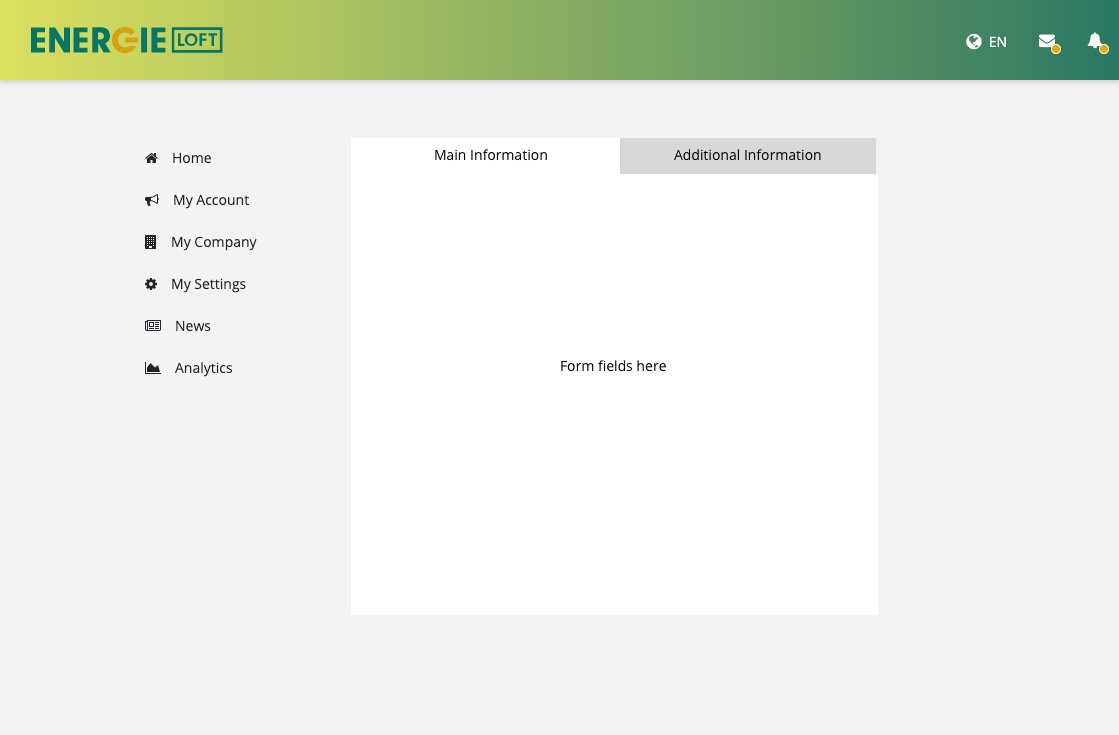 ENERGIE LOFT
EN
Home
My Account
My Company
My Settings
News
Analytics
Main Information
Additional Information
Form fields here